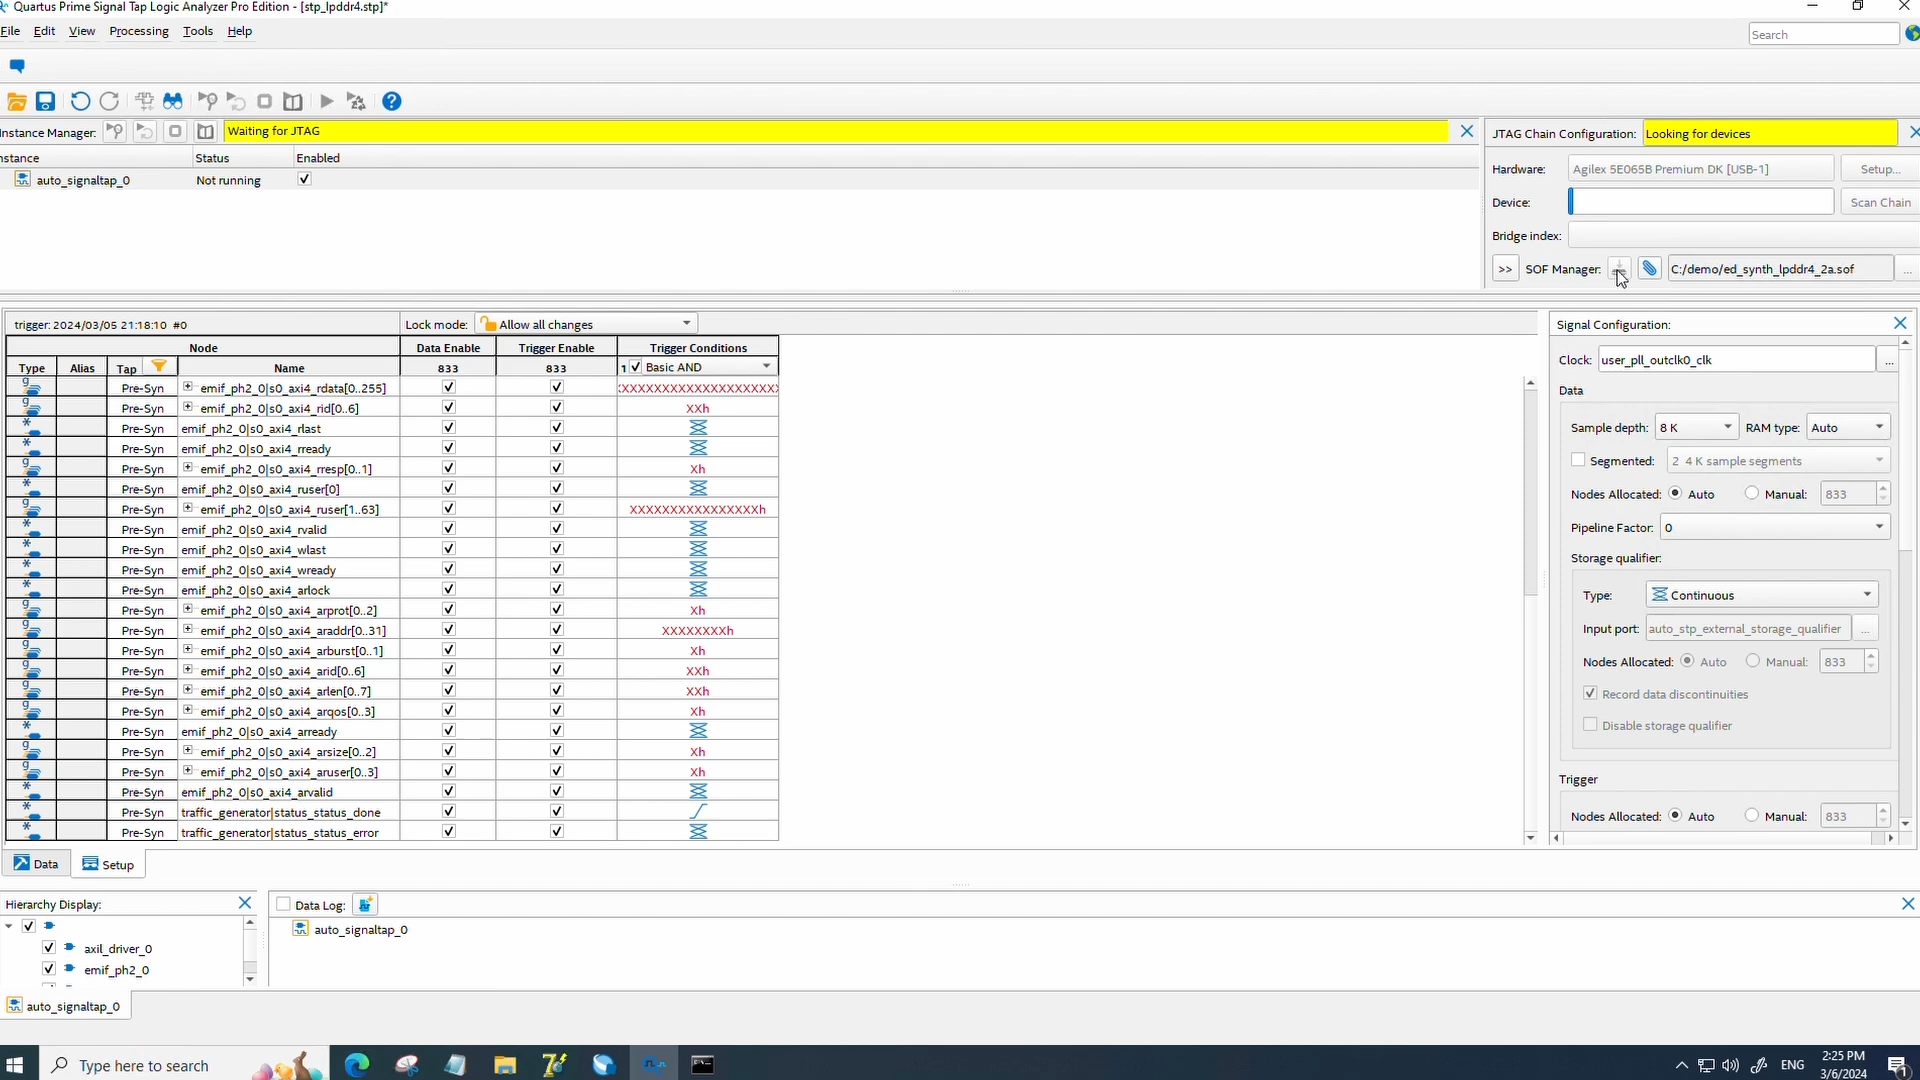 Quartus Prime Signal Tap Logic Analyzer Pro Edition - [stp_lpddr4.stp]*
File Edit View Processing Tools Help
Search
nstance Manager: Waiting for JTAG
JTAG Chain Configuration: Looking for devices
nstance Status Enabled
auto_signaltap_0 Not running
Hardware: Agilex 5E065B Premium DK [USB-1] Setup...
Device: Scan Chain
Bridge index:
>> SOF Manager: C:/demo/ed_synth_lpddr4_2a.sof ...
trigger: 2024/03/05 21:18:10 #0 Lock mode: Allow all changes
Node Data Enable Trigger Enable Trigger Conditions
Type Alias Tap Name 833 833 1 Basic AND
Pre-Syn emif_ph2_0|s0_axi4_rdata[0..255]
Pre-Syn emif_ph2_0|s0_axi4_rid[0..6] XXh
Pre-Syn emif_ph2_0|s0_axi4_rlast
Pre-Syn emif_ph2_0|s0_axi4_rready
Pre-Syn emif_ph2_0|s0_axi4_rresp[0..1] Xh
Pre-Syn emif_ph2_0|s0_axi4_ruser[0]
Pre-Syn emif_ph2_0|s0_axi4_ruser[1..63] XXXXXXXXXXXXXXXXh
Pre-Syn emif_ph2_0|s0_axi4_rvalid
Pre-Syn emif_ph2_0|s0_axi4_wlast
Pre-Syn emif_ph2_0|s0_axi4_wready
Pre-Syn emif_ph2_0|s0_axi4_arlock
Pre-Syn emif_ph2_0|s0_axi4_arprot[0..2] Xh
Pre-Syn emif_ph2_0|s0_axi4_araddr[0..31] XXXXXXXXh
Pre-Syn emif_ph2_0|s0_axi4_arburst[0..1] Xh
Pre-Syn emif_ph2_0|s0_axi4_arid[0..6] XXh
Pre-Syn emif_ph2_0|s0_axi4_arlen[0..7] XXh
Pre-Syn emif_ph2_0|s0_axi4_arqos[0..3] Xh
Pre-Syn emif_ph2_0|s0_axi4_arready
Pre-Syn emif_ph2_0|s0_axi4_arsize[0..2] Xh
Pre-Syn emif_ph2_0|s0_axi4_aruser[0..3] Xh
Pre-Syn emif_ph2_0|s0_axi4_arvalid
Pre-Syn traffic_generator|status_status_done
Pre-Syn traffic_generator|status_status_error
Signal Configuration:
Clock: user_pll_outclk0_clk ...
Data
Sample depth: 8 K RAM type: Auto
Segmented: 2 4 K sample segments
Nodes Allocated: Auto Manual: 833
Pipeline Factor: 0
Storage qualifier:
Type: Continuous
Input port: auto_stp_external_storage_qualifier ...
Nodes Allocated: Auto Manual: 833
Record data discontinuities
Disable storage qualifier
Trigger
Nodes Allocated: Auto Manual: 833
Data Setup
Hierarchy Display:
axil_driver_0
emif_ph2_0
Data Log:
auto_signaltap_0
auto_signaltap_0
Type here to search
ENG
2:25 PM
3/6/2024
1